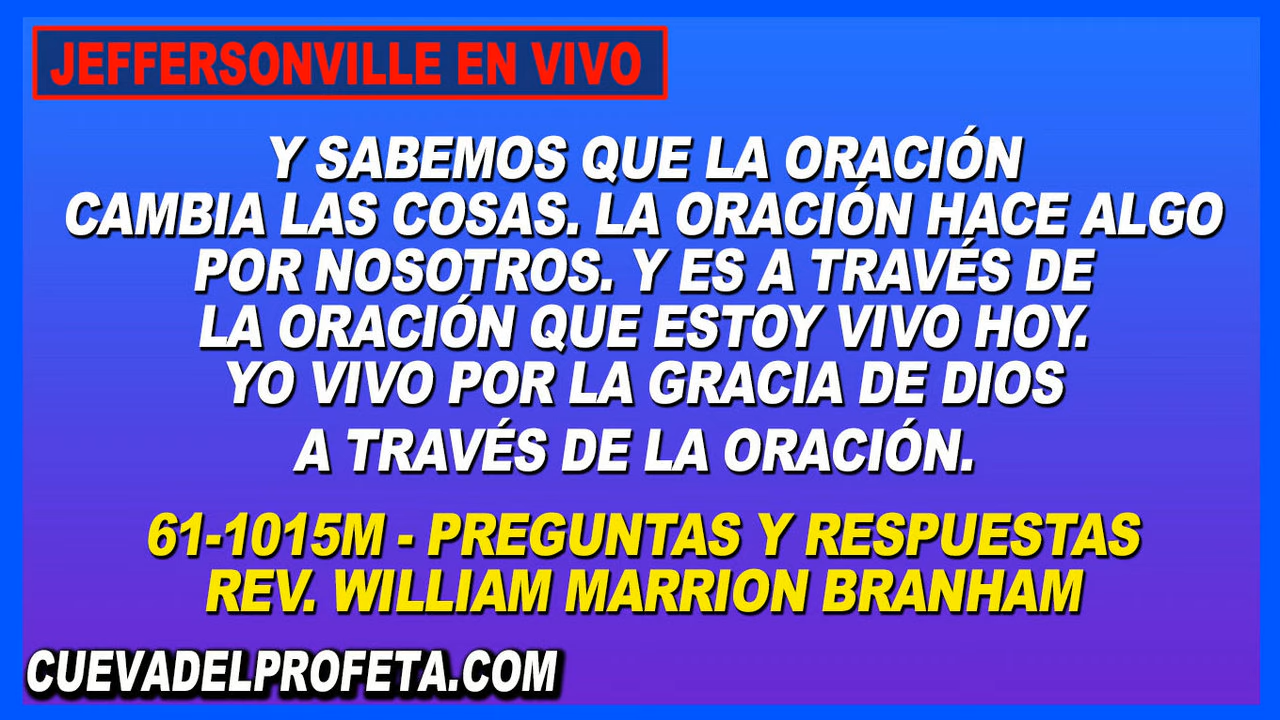 JEFFERSONVILLE EN VIVO
Y SABEMOS QUE LA ORACIÓN
CAMBIA LAS COSAS. LA ORACIÓN HACE ALGO
POR NOSOTROS. Y ES A TRAVÉS DE
LA ORACIÓN QUE ESTOY VIVO HOY.
YO VIVO POR LA GRACIA DE DIOS
A TRAVÉS DE LA ORACIÓN.
61-1015M - PREGUNTAS Y RESPUESTAS
REV. WILLIAM MARRION BRANHAM
CUEVADELPROFETA.COM